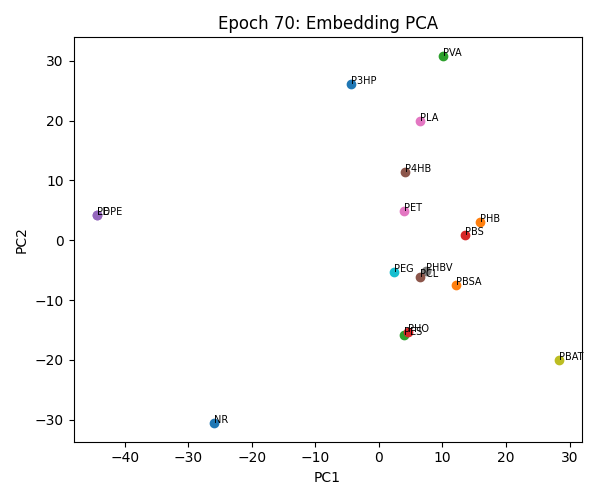 Epoch 70: Embedding PCA
PVA
P3HP
PLA
P4HB
PET
PHB
PBS
PEG
PHBV
PCL
PBSA
PHO
PBAT
NR
PC2
30
20
10
0
−10
−20
−30
−40
−30
−20
−10
0
10
20
30
PC1